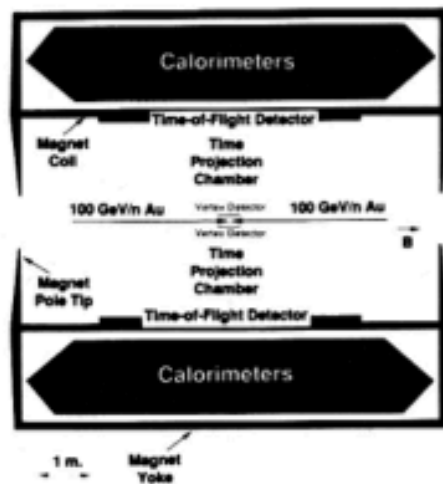 Calorimeters
Time-of-Flight Detector
Magnet
Coil
Time
Projection
Chamber
100 GeV/n Au
Vertex Detector
100 GeV/n Au
Vertex Detector
B
Time
Projection
Chamber
Magnet
Pole Tip
Time-of-Flight Detector
Calorimeters
1 m.
Magnet
Yoke